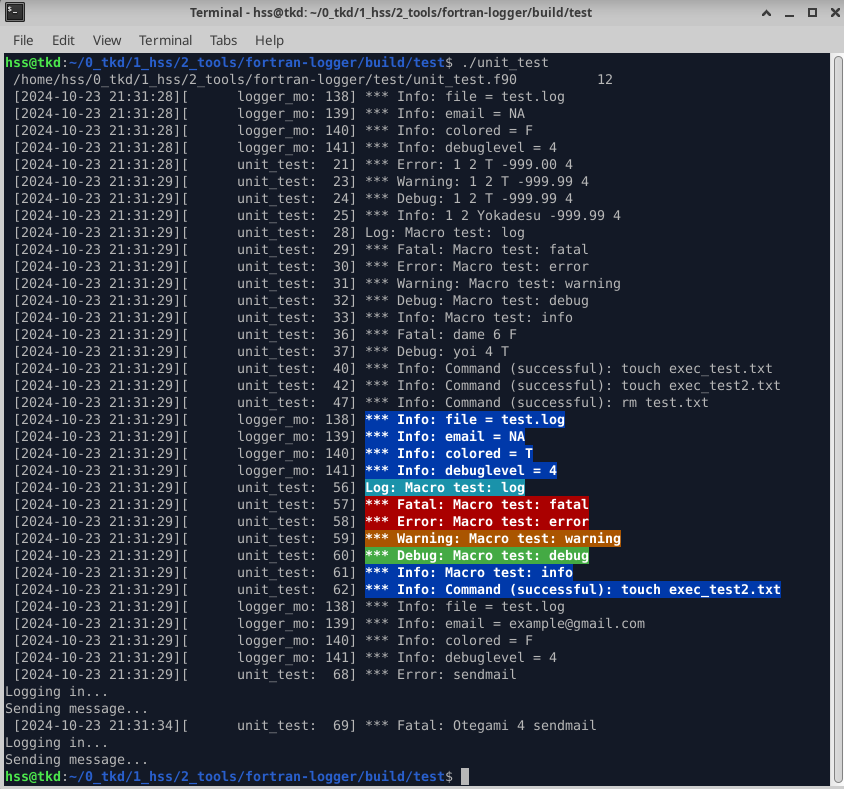 Terminal - hss@tkd: ~/0_tkd/1_hss/2_tools/fortran-logger/build/test
File Edit View Terminal Tabs Help
hss@tkd:~/0_tkd/1_hss/2_tools/fortran-logger/build/test$ ./unit_test
/home/hss/0_tkd/1_hss/2_tools/fortran-logger/test/unit_test.f90          12
[2024-10-23 21:31:28][      logger_mo: 138] *** Info: file = test.log
[2024-10-23 21:31:28][      logger_mo: 139] *** Info: email = NA
[2024-10-23 21:31:28][      logger_mo: 140] *** Info: colored = F
[2024-10-23 21:31:28][      logger_mo: 141] *** Info: debuglevel = 4
[2024-10-23 21:31:28][      unit_test:  21] *** Error: 1 2 T -999.00 4
[2024-10-23 21:31:29][      unit_test:  23] *** Warning: 1 2 T -999.99 4
[2024-10-23 21:31:29][      unit_test:  24] *** Debug: 1 2 T -999.99 4
[2024-10-23 21:31:29][      unit_test:  25] *** Info: 1 2 Yokadesu -999.99 4
[2024-10-23 21:31:29][      unit_test:  28] Log: Macro test: log
[2024-10-23 21:31:29][      unit_test:  29] *** Fatal: Macro test: fatal
[2024-10-23 21:31:29][      unit_test:  30] *** Error: Macro test: error
[2024-10-23 21:31:29][      unit_test:  31] *** Warning: Macro test: warning
[2024-10-23 21:31:29][      unit_test:  32] *** Debug: Macro test: debug
[2024-10-23 21:31:29][      unit_test:  33] *** Info: Macro test: info
[2024-10-23 21:31:29][      unit_test:  36] *** Fatal: dame 6 F
[2024-10-23 21:31:29][      unit_test:  37] *** Debug: yoi 4 T
[2024-10-23 21:31:29][      unit_test:  40] *** Info: Command (successful): touch exec_test.txt
[2024-10-23 21:31:29][      unit_test:  42] *** Info: Command (successful): touch exec_test2.txt
[2024-10-23 21:31:29][      unit_test:  47] *** Info: Command (successful): rm test.txt
[2024-10-23 21:31:29][      logger_mo: 138] *** Info: file = test.log
[2024-10-23 21:31:29][      logger_mo: 139] *** Info: email = NA
[2024-10-23 21:31:29][      logger_mo: 140] *** Info: colored = T
[2024-10-23 21:31:29][      logger_mo: 141] *** Info: debuglevel = 4
[2024-10-23 21:31:29][      unit_test:  56] Log: Macro test: log
[2024-10-23 21:31:29][      unit_test:  57] *** Fatal: Macro test: fatal
[2024-10-23 21:31:29][      unit_test:  58] *** Error: Macro test: error
[2024-10-23 21:31:29][      unit_test:  59] *** Warning: Macro test: warning
[2024-10-23 21:31:29][      unit_test:  60] *** Debug: Macro test: debug
[2024-10-23 21:31:29][      unit_test:  61] *** Info: Macro test: info
[2024-10-23 21:31:29][      unit_test:  62] *** Info: Command (successful): touch exec_test2.txt
[2024-10-23 21:31:29][      logger_mo: 138] *** Info: file = test.log
[2024-10-23 21:31:29][      logger_mo: 139] *** Info: email = example@gmail.com
[2024-10-23 21:31:29][      logger_mo: 140] *** Info: colored = F
[2024-10-23 21:31:29][      logger_mo: 141] *** Info: debuglevel = 4
[2024-10-23 21:31:29][      unit_test:  68] *** Error: sendmail
Logging in...
Sending message...
[2024-10-23 21:31:34][      unit_test:  69] *** Fatal: Otegami 4 sendmail
Logging in...
Sending message...
hss@tkd:~/0_tkd/1_hss/2_tools/fortran-logger/build/test$